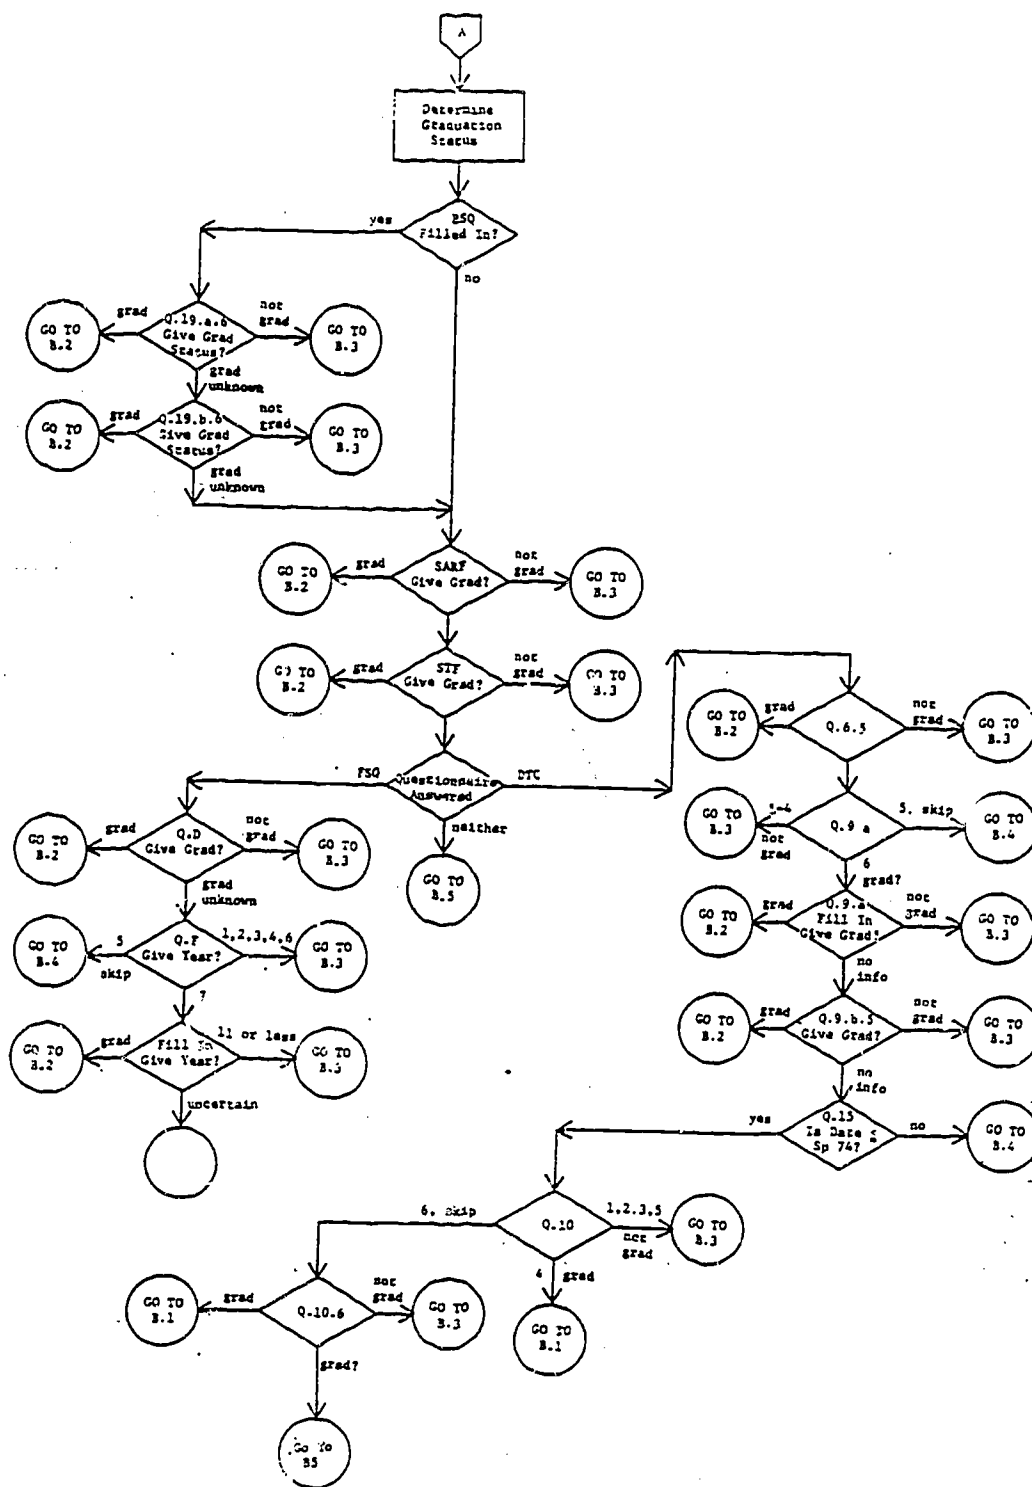 A
Determine
Graduation
Status
BSQ
Filled In?
yes
no
GO TO
B.2
grad
Q.19.a.6
Give Grad
Status?
not
grad
GO TO
B.3
grad
unknown
GO TO
B.2
grad
Q.19.b.6
Give Grad
Status?
not
grad
GO TO
B.3
grad
unknown
GO TO
B.2
grad
SARF
Give Grad?
not
grad
GO TO
B.3
GO TO
B.2
grad
STF
Give Grad?
not
grad
GO TO
B.3
FSQ
Questionnaire
Answered
DTC
neither
GO TO
B.5
GO TO
B.2
grad
Q.D
Give Grad?
not
grad
GO TO
B.3
grad
unknown
GO TO
B.4
5
skip
Q.F
Give Year?
1,2,3,4,6
GO TO
B.3
7
GO TO
B.2
grad
Fill In
Give Year?
11 or less
GO TO
uncertain
GO TO
B.2
grad
Q.6.5
not
grad
GO TO
B.3
GO TO
B.3
not
grad
Q.9 a
5, skip
GO TO
B.4
6
grad?
GO TO
B.2
grad
Q.9.a
Fill In
Give Grad?
not
grad
GO TO
B.3
no
info
GO TO
B.2
grad
Q.9.b.5
Give Grad?
not
grad
GO TO
B.3
no
info
yes
Q.15
Is Date ≤
Sp 74?
no
GO TO
B.4
6, skip
Q.10
1,2,3,5
not
grad
GO TO
B.3
4 grad
GO TO
B.1
GO TO
B.1
grad
Q.10.6
not
grad
GO TO
B.3
grad?
GO TO
B5